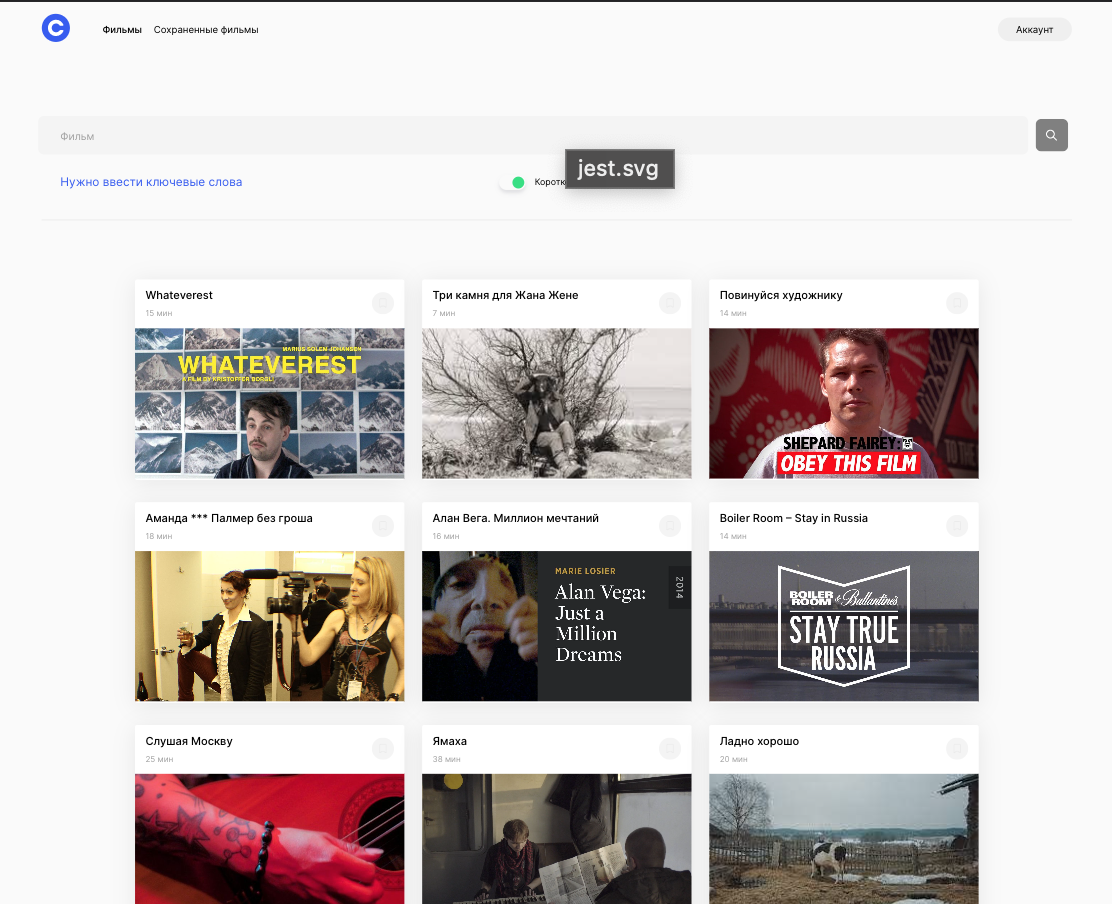 C
Фильмы Сохраненные фильмы Аккаунт
Фильм
Нужно ввести ключевые слова
Коротк
jest.svg
Whateverest
15 мин
MARIUS SOLEM JOHANSEN
WHATEVEREST
A FILM BY KRISTOFFER BORGLI
Три камня для Жана Жене
7 мин
Повинуйся художнику
14 мин
SHEPARD FAIREY:
OBEY THIS FILM
Аманда *** Палмер без гроша
18 мин
Алан Вега. Миллион мечтаний
16 мин
MARIE LOSIER
Alan Vega:
Just a
Million
Dreams
2014
Boiler Room – Stay in Russia
14 мин
BOILER ROOM & Ballantine's
STAY TRUE
RUSSIA
Слушая Москву
25 мин
Ямаха
38 мин
Ладно хорошо
20 мин